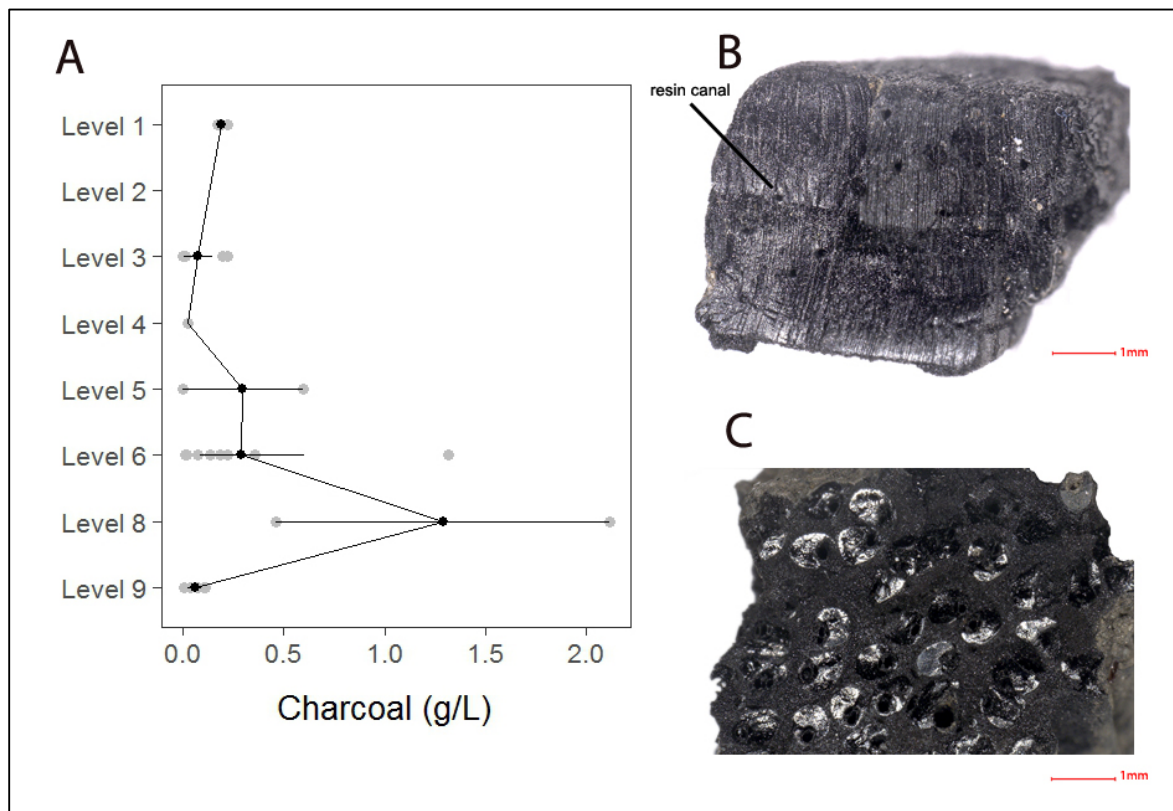 A
Level 1
Level 2
Level 3
Level 4
Level 5
Level 6
Level 8
Level 9
0.0 0.5 1.0 1.5 2.0
Charcoal (g/L)
B
resin canal
1mm
C
1mm